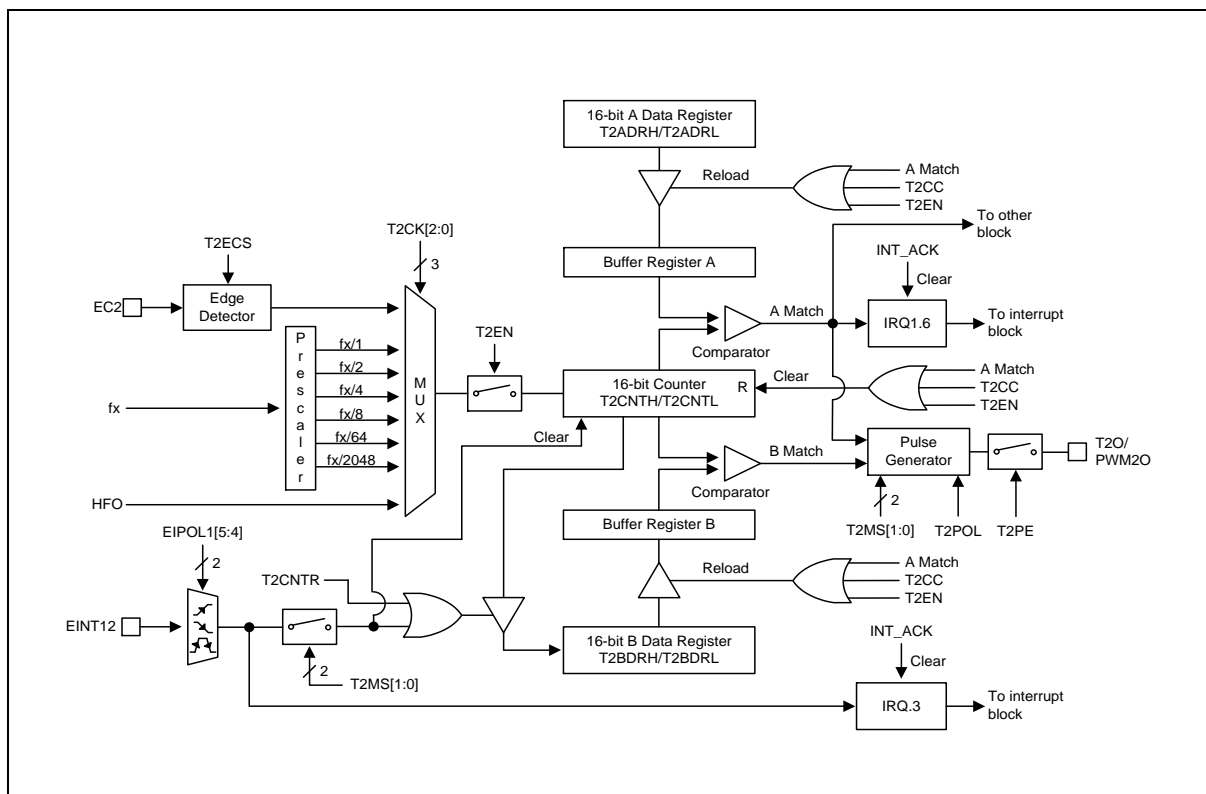 16-bit A Data Register
T2ADRH/T2ADRL
Reload
A Match
T2CC
T2EN
To other
block
T2CK[2:0]
3
T2ECS
Buffer Register A
INT_ACK
Clear
EC2
Edge
Detector
A Match
IRQ1.6
To interrupt
block
Comparator
T2EN
Prescaler
fx/1
fx/2
fx/4
fx/8
fx/64
fx/2048
MUX
fx
16-bit Counter
T2CNTH/T2CNTL
R
Clear
A Match
T2CC
T2EN
Clear
B Match
Pulse
Generator
T2O/
PWM2O
Comparator
HFO
2
Buffer Register B
T2MS[1:0]
T2POL
T2PE
EIPOL1[5:4]
2
Reload
A Match
T2CC
T2EN
T2CNTR
EINT12
16-bit B Data Register
T2BDRH/T2BDRL
INT_ACK
Clear
2
T2MS[1:0]
IRQ.3
To interrupt
block